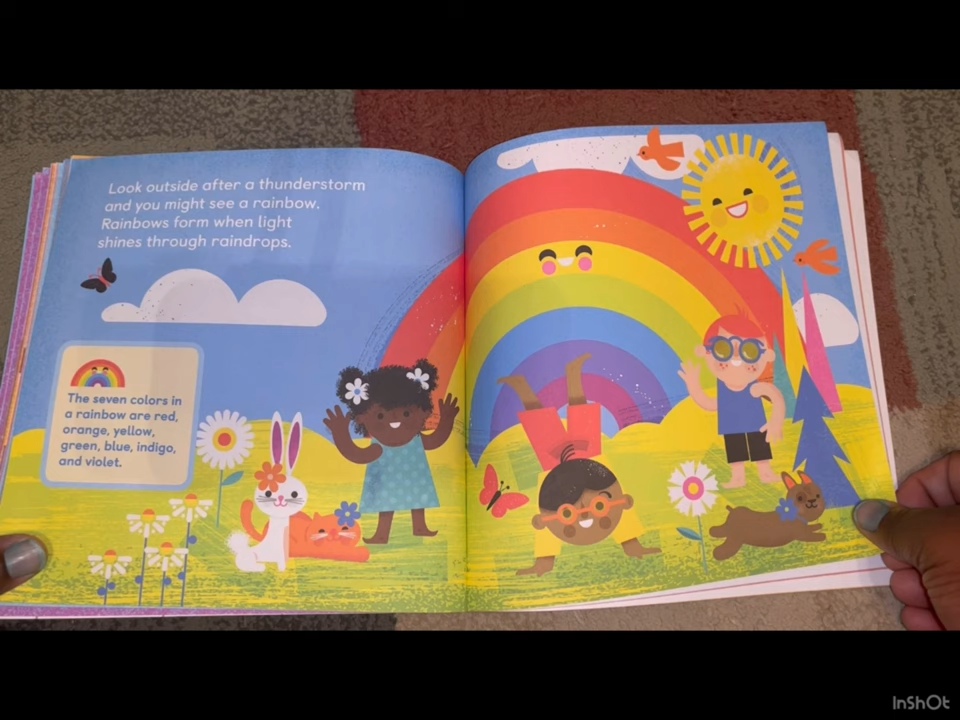 Look outside after a thunderstorm
and you might see a rainbow.
Rainbows form when light
shines through raindrops.
The seven colors in
a rainbow are red,
orange, yellow,
green, blue, indigo,
and violet.
InShOt